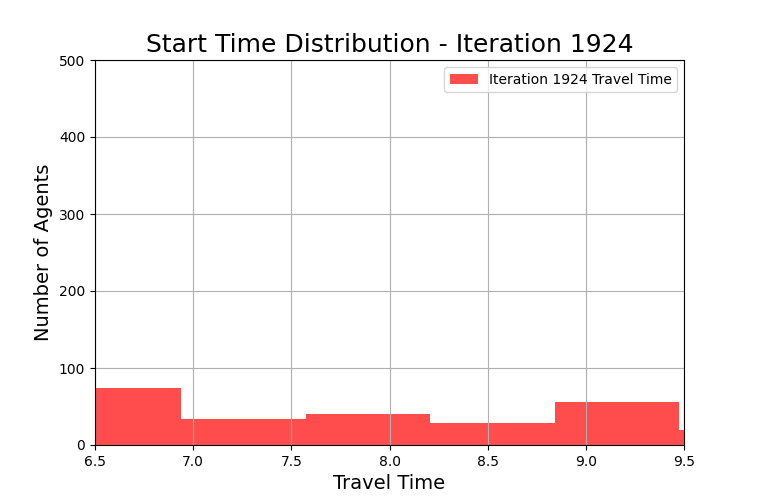 Start Time Distribution - Iteration 1924
Iteration 1924 Travel Time
Number of Agents
500
400
300
200
100
0
6.5 7.0 7.5 8.0 8.5 9.0 9.5
Travel Time